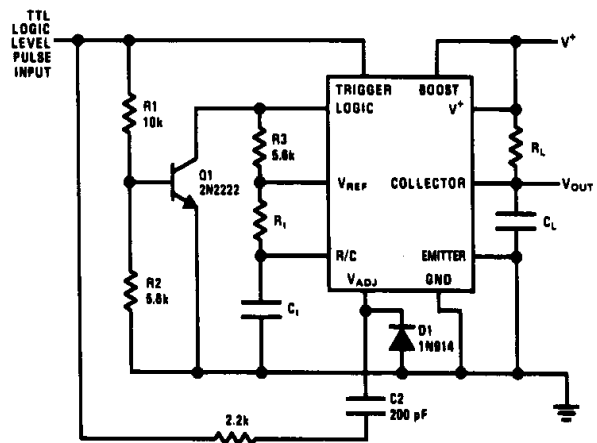 TTL
LOGIC
LEVEL
PULSE
INPUT
V+
TRIGGER
BOOST
LOGIC
V+
R1
10k
R3
5.6k
RL
Q1
2N2222
VREF
COLLECTOR
VOUT
Rt
CL
R/C
EMITTER
R2
5.6k
VADJ
GND
Ct
D1
1N914
C2
200 pF
2.2k